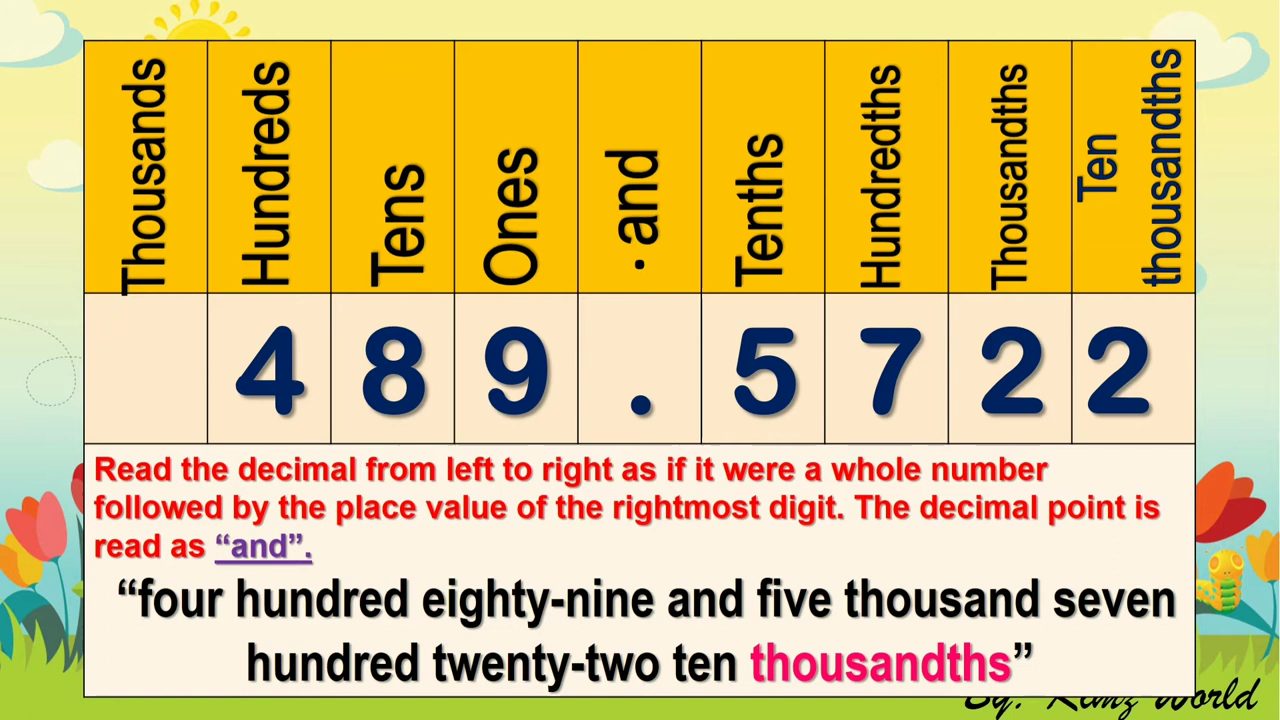 Thousands
Hundreds
Tens
Ones
. and
Tenths
Hundredths
Thousandths
Ten
thousandths
4 8 9 . 5 7 2 2
Read the decimal from left to right as if it were a whole number
followed by the place value of the rightmost digit. The decimal point is
read as “and”.
“four hundred eighty-nine and five thousand seven
hundred twenty-two ten thousandths”
By: Kamz World